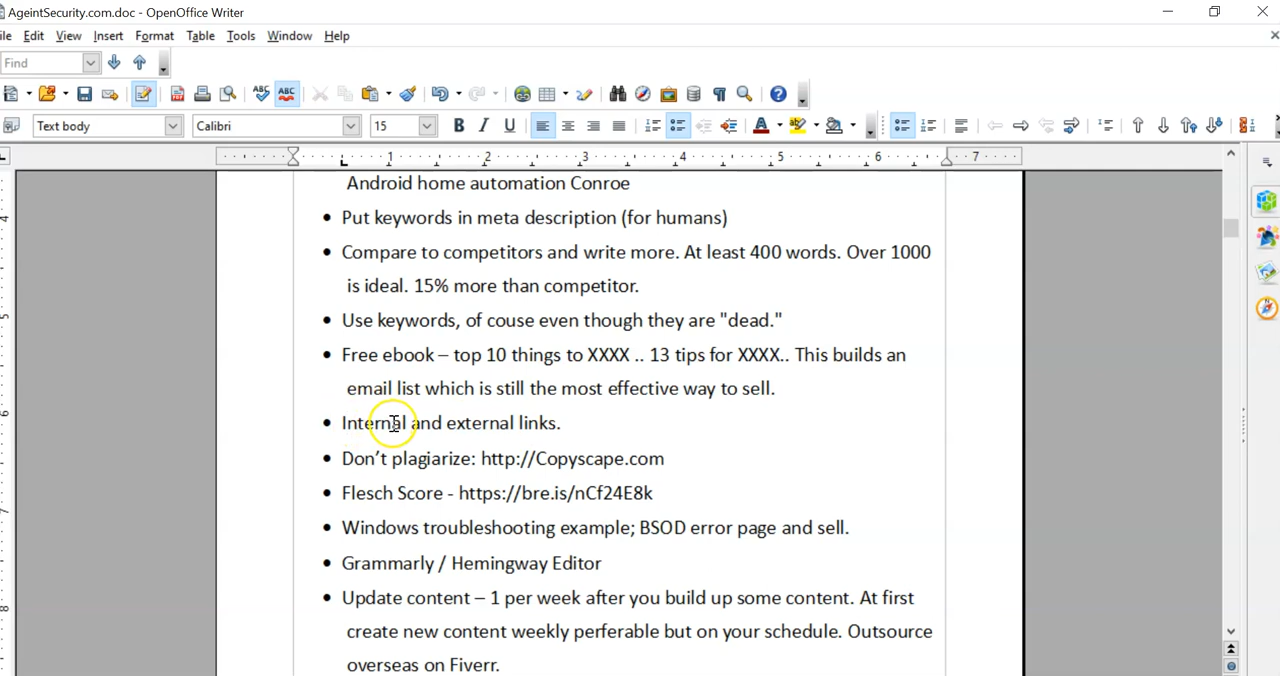 AgeintSecurity.com.doc - OpenOffice Writer
ile Edit View Insert Format Table Tools Window Help
Find
Text body Calibri 15 B I U
1 2 3 4 5 6 7
Android home automation Conroe
• Put keywords in meta description (for humans)
• Compare to competitors and write more. At least 400 words. Over 1000
is ideal. 15% more than competitor.
• Use keywords, of couse even though they are "dead."
• Free ebook – top 10 things to XXXX .. 13 tips for XXXX.. This builds an
email list which is still the most effective way to sell.
• Internal and external links.
• Don’t plagiarize: http://Copyscape.com
• Flesch Score - https://bre.is/nCf24E8k
• Windows troubleshooting example; BSOD error page and sell.
• Grammarly / Hemingway Editor
• Update content – 1 per week after you build up some content. At first
create new content weekly perferable but on your schedule. Outsource
overseas on Fiverr.